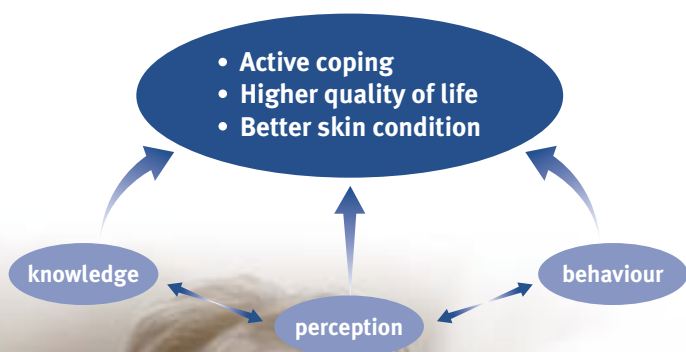 • Active coping
• Higher quality of life
• Better skin condition
knowledge
behaviour
perception